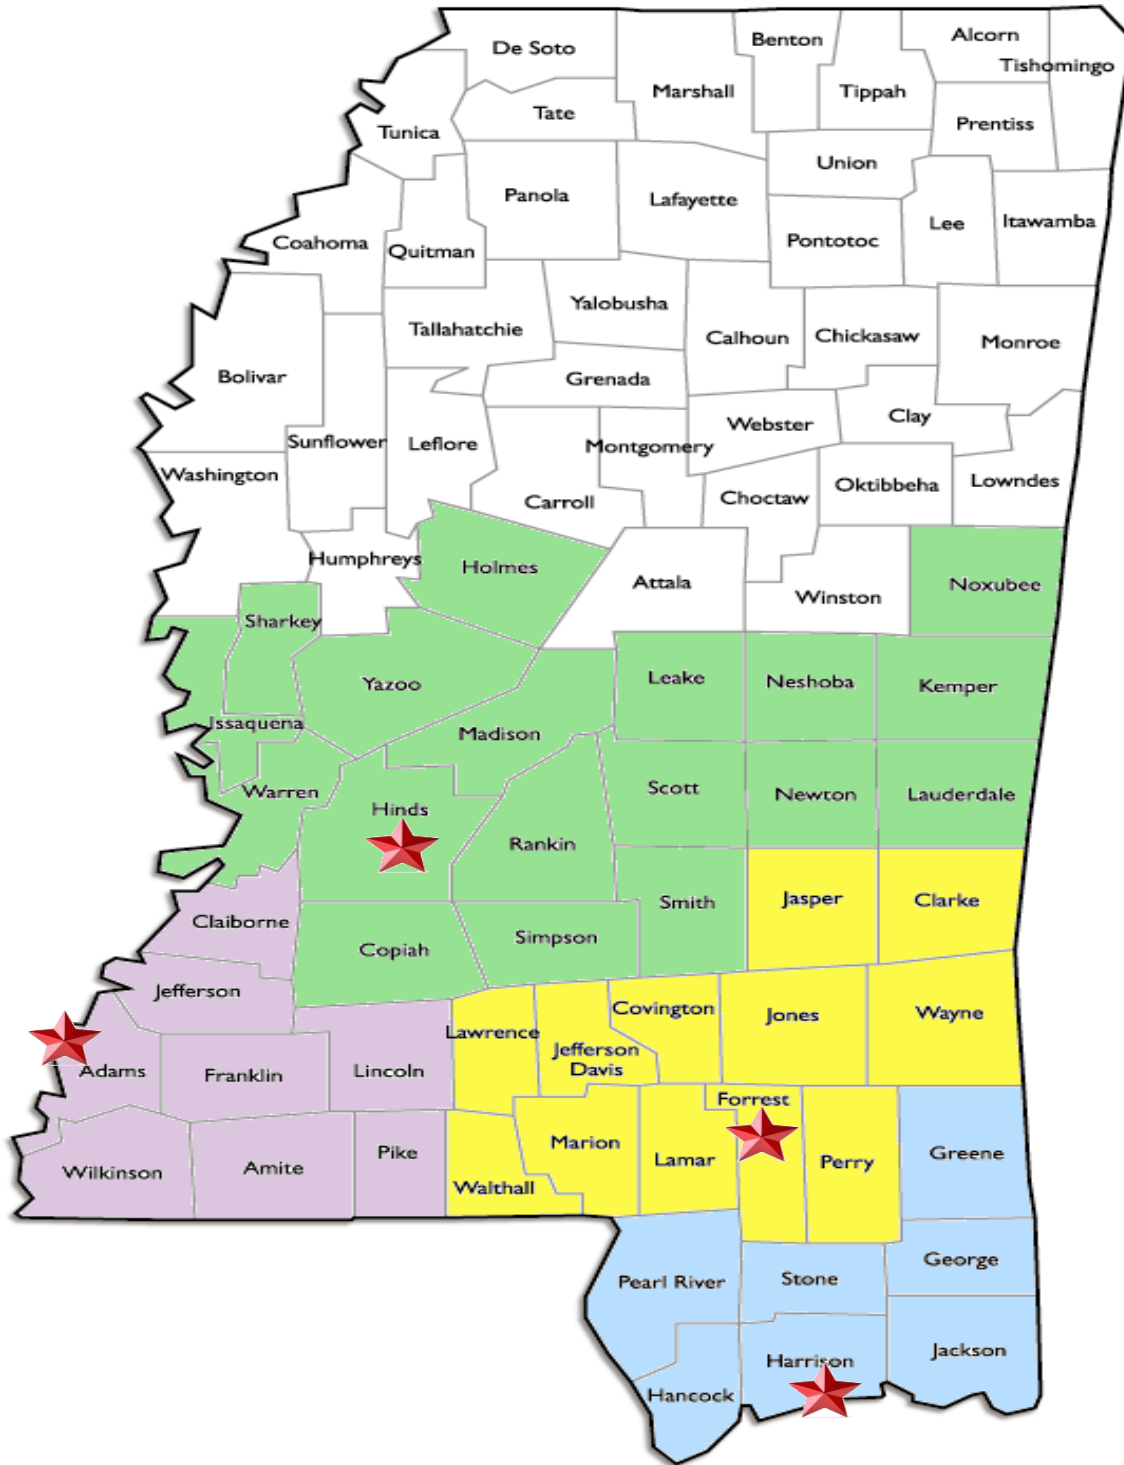 De Soto
Benton
Alcorn
Tishomingo
Marshall
Tippah
Tate
Tunica
Prentiss
Union
Panola
Lafayette
Lee
Itawamba
Coahoma
Quitman
Pontotoc
Yalobusha
Tallahatchie
Calhoun
Chickasaw
Monroe
Bolivar
Grenada
Sunflower
Leflore
Montgomery
Webster
Clay
Washington
Carroll
Choctaw
Oktibbeha
Lowndes
Humphreys
Holmes
Attala
Winston
Noxubee
Sharkey
Yazoo
Leake
Neshoba
Kemper
Issaquena
Madison
Warren
Hinds
Scott
Newton
Lauderdale
Rankin
Smith
Jasper
Clarke
Claiborne
Copiah
Simpson
Jefferson
Lawrence
Covington
Jones
Wayne
Jefferson
Davis
Adams
Franklin
Lincoln
Forrest
Wilkinson
Amite
Pike
Walthall
Marion
Lamar
Perry
Greene
Pearl River
Stone
George
Hancock
Harrison
Jackson